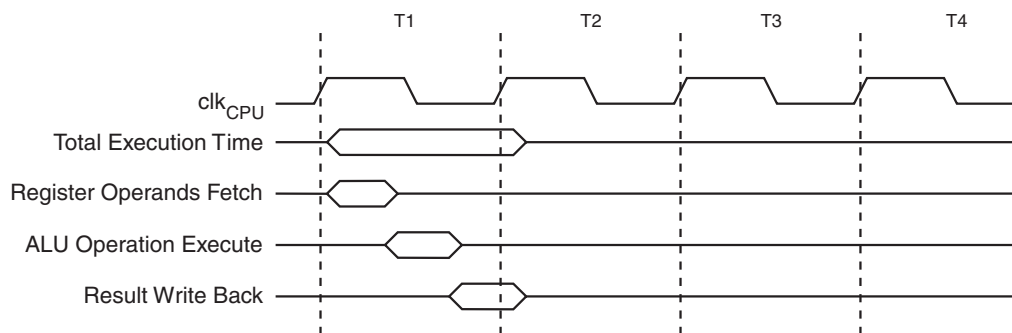 T1 T2 T3 T4
clkCPU
Total Execution Time
Register Operands Fetch
ALU Operation Execute
Result Write Back